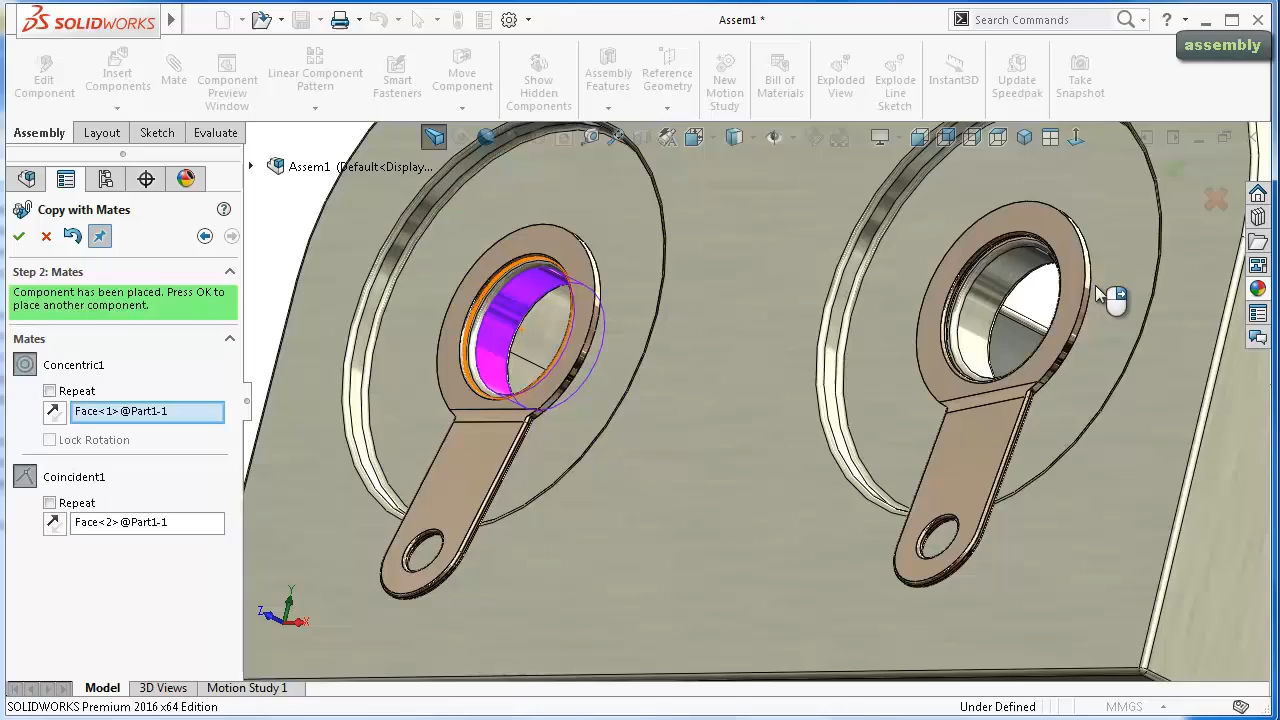 SOLIDWORKS
Assem1 *
Search Commands
?
assembly
Edit Component
Insert Components
Mate
Component Preview Window
Linear Component Pattern
Smart Fasteners
Move Component
Show Hidden Components
Assembly Features
Reference Geometry
New Motion Study
Bill of Materials
Exploded View
Explode Line Sketch
Instant3D
Update Speedpak
Take Snapshot
Assembly
Layout
Sketch
Evaluate
Assem1 (Default<Display...
Copy with Mates
?
Step 2: Mates
Component has been placed. Press OK to
place another component.
Mates
Concentric1
Repeat
Face<1>@Part1-1
Lock Rotation
Coincident1
Repeat
Face<2>@Part1-1
Y
Z
X
Model
3D Views
Motion Study 1
SOLIDWORKS Premium 2016 x64 Edition
Under Defined
MMGS